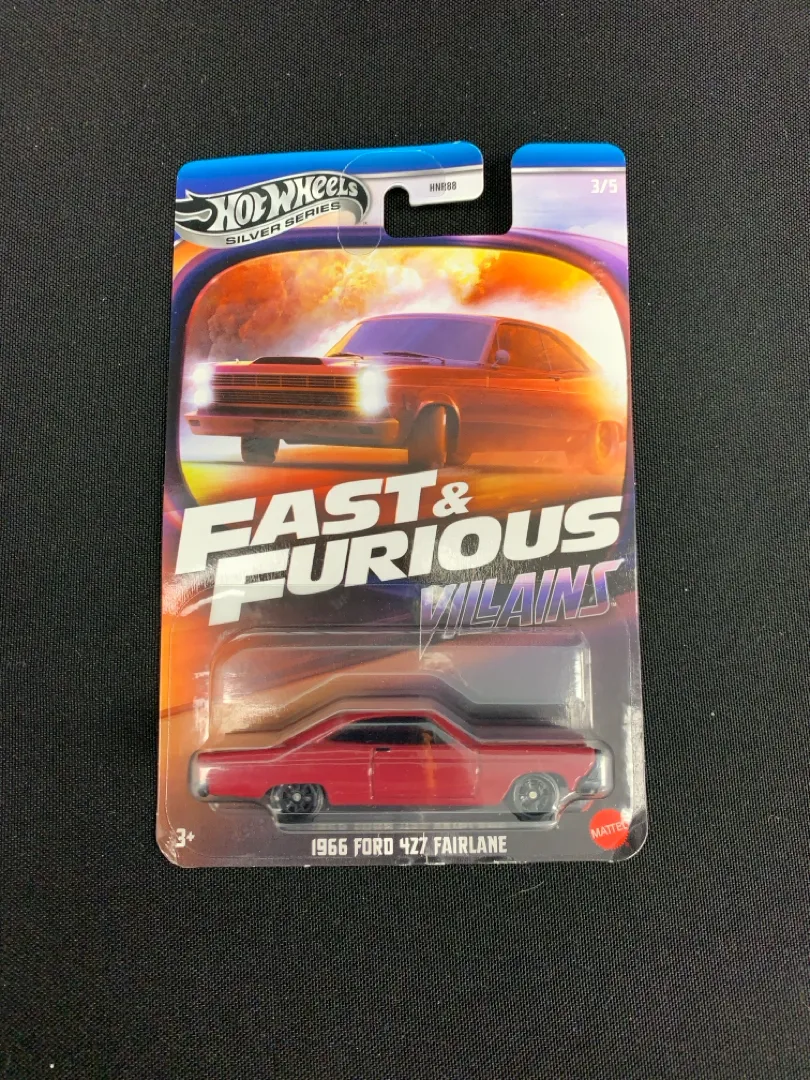 HOT WHEELS
SILVER SERIES
HNR88
3/5
FAST &
FURIOUS
VILLAINS
3+
1966 FORD 427 FAIRLANE
MATTEL